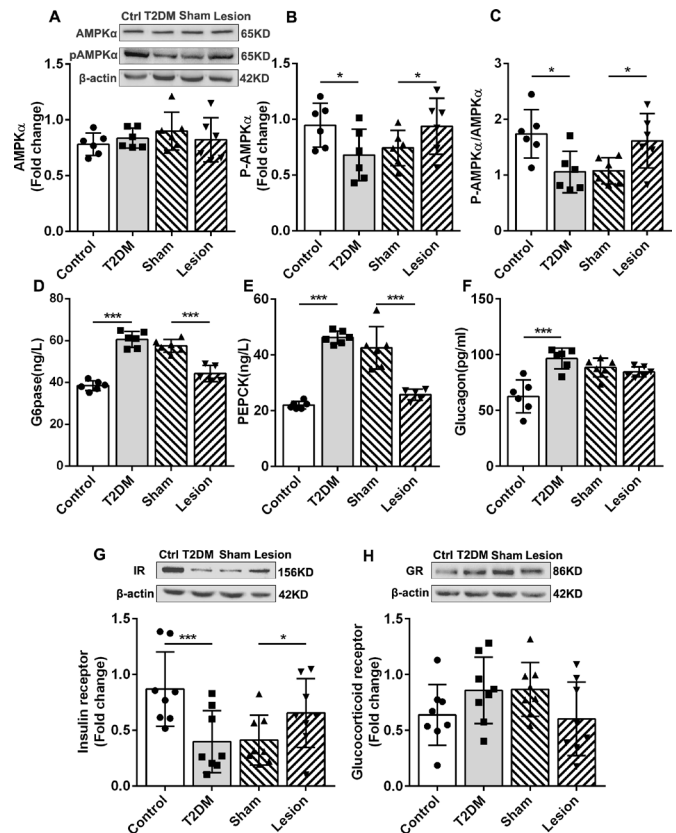 A
Ctrl T2DM Sham Lesion
AMPKα 65KD
pAMPKα 65KD
β-actin 42KD
AMPKα
(Fold change)
1.5
1.0
0.5
0.0
Control T2DM Sham Lesion
B
P-AMPKα
(Fold change)
1.5
1.0
0.5
0.0
* *
Control T2DM Sham Lesion
C
P-AMPKα/AMPKα
4
3
2
1
0
* *
Control T2DM Sham Lesion
D
G6pase(ng/L)
80
60
40
20
0
*** ***
Control T2DM Sham Lesion
E
PEPCK(ng/L)
60
40
20
0
*** ***
Control T2DM Sham Lesion
F
Glucagon(pg/ml)
150
100
50
0
***
Control T2DM Sham Lesion
G
Ctrl T2DM Sham Lesion
IR 156KD
β-actin 42KD
Insulin receptor
(Fold change)
1.5
1.0
0.5
0.0
*** *
Control T2DM Sham Lesion
H
Ctrl T2DM Sham Lesion
GR 86KD
β-actin 42KD
Glucocorticoid receptor
(Fold change)
1.5
1.0
0.5
0.0
Control T2DM Sham Lesion